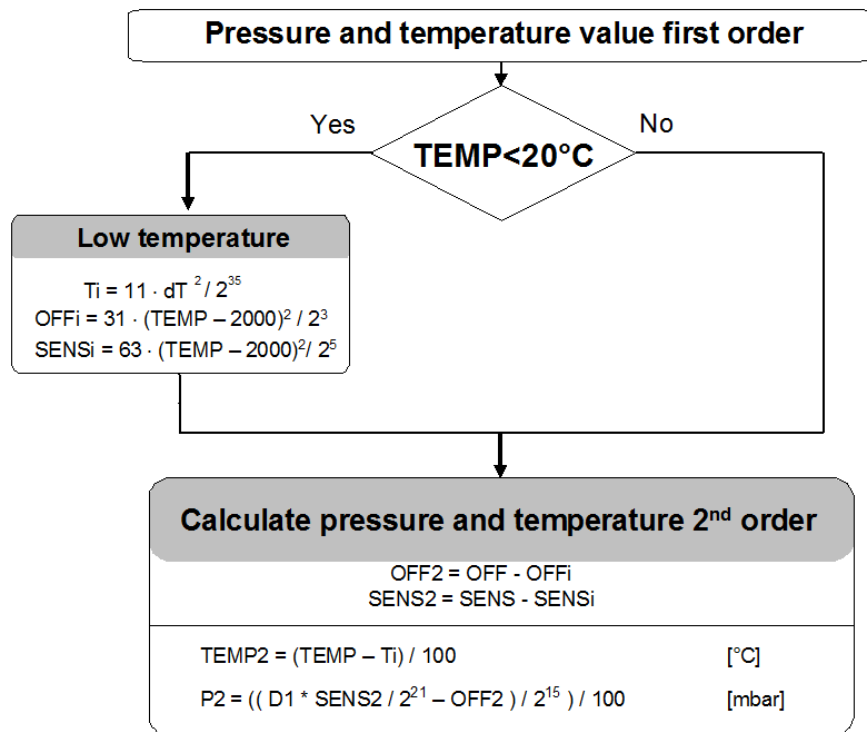 Pressure and temperature value first order
Yes
No
TEMP<20°C
Low temperature
Ti = 11 · dT ² / 2³⁵
OFFi = 31 · (TEMP – 2000)² / 2³
SENSi = 63 · (TEMP – 2000)²/ 2⁵
Calculate pressure and temperature 2ⁿᵈ order
OFF2 = OFF - OFFi
SENS2 = SENS - SENSi
TEMP2 = (TEMP – Ti) / 100 [°C]
P2 = (( D1 * SENS2 / 2²¹ – OFF2 ) / 2¹⁵ ) / 100 [mbar]